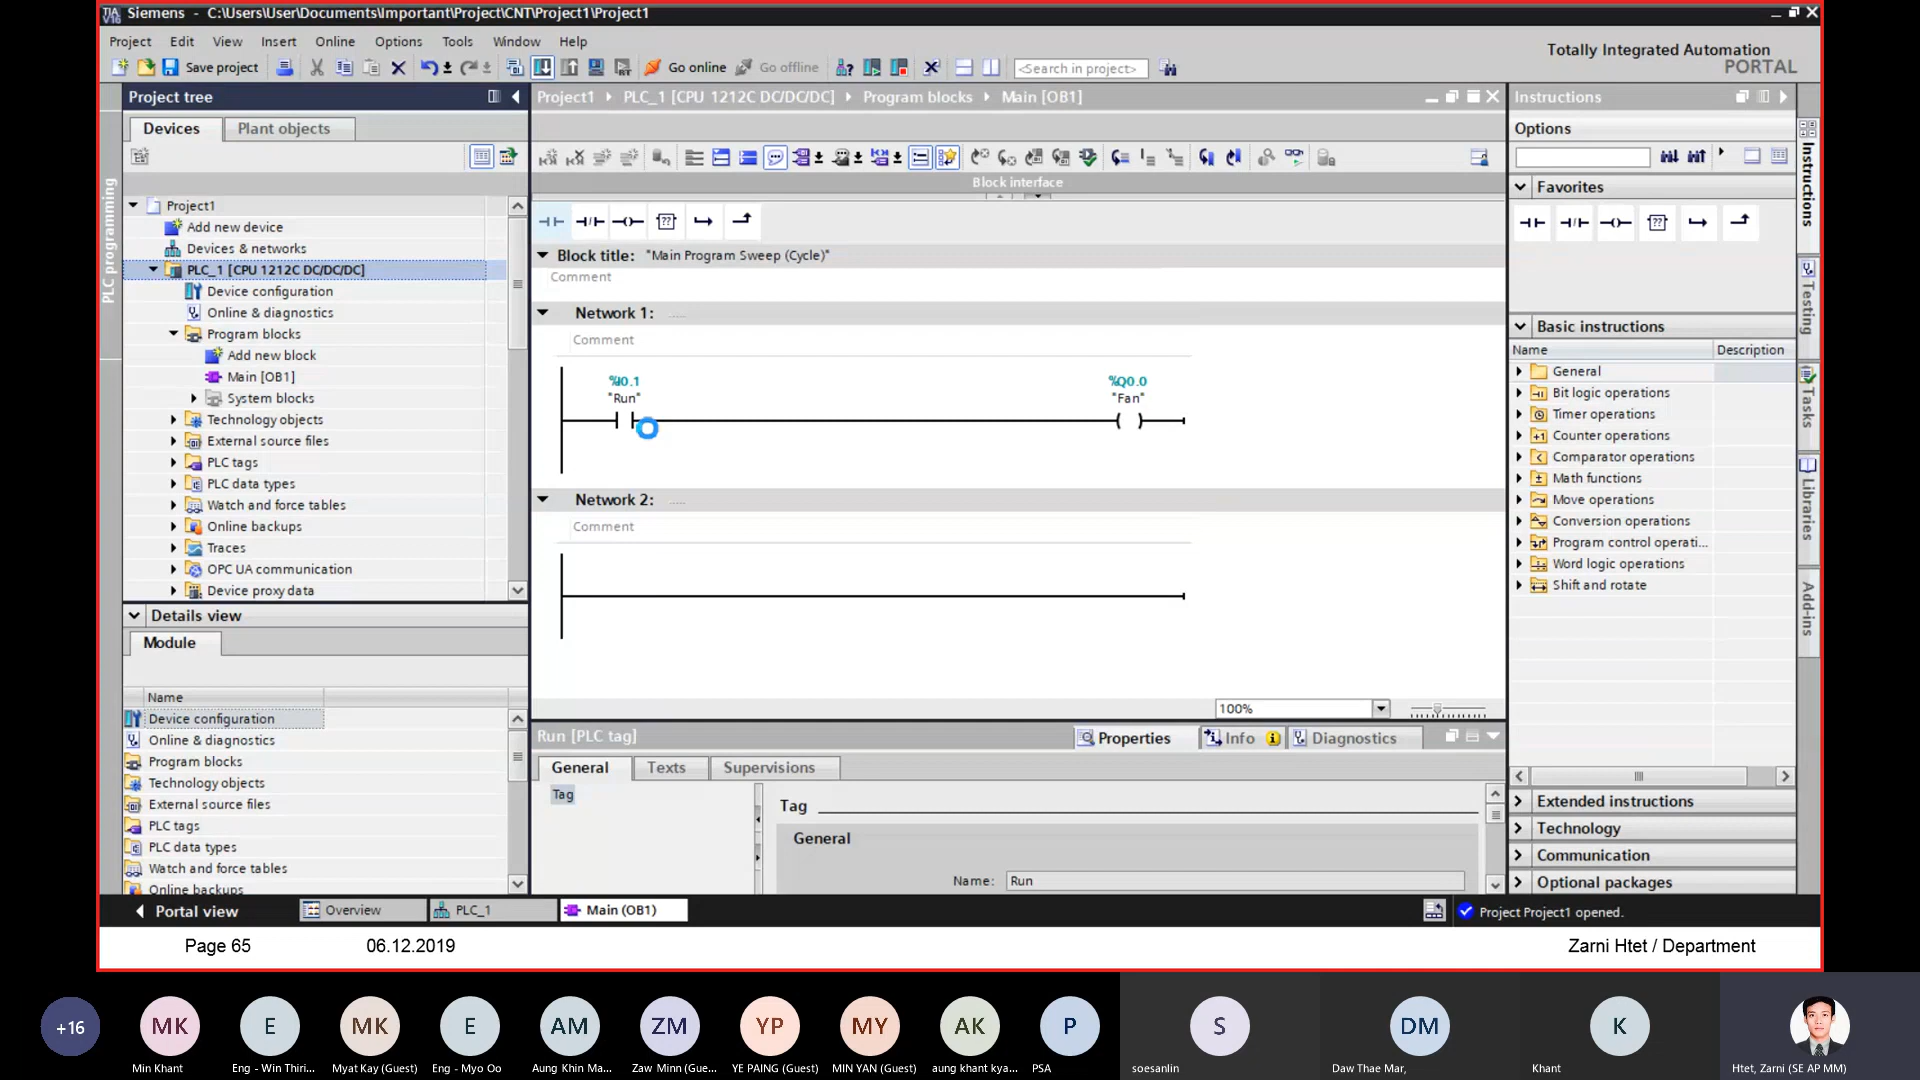 Siemens - C:\Users\User\Documents\Important\Project\CNT\Project1\Project1
Project Edit View Insert Online Options Tools Window Help
Totally Integrated Automation
PORTAL
Save project
Go online
Go offline
<Search in project>
Project tree
Project1 PLC_1 [CPU 1212C DC/DC/DC] Program blocks Main [OB1]
Instructions
Devices
Plant objects
Options
Block interface
PLC programming
Project1
Add new device
Devices & networks
PLC_1 [CPU 1212C DC/DC/DC]
Device configuration
Online & diagnostics
Program blocks
Add new block
Main [OB1]
System blocks
Technology objects
External source files
PLC tags
PLC data types
Watch and force tables
Online backups
Traces
OPC UA communication
Device proxy data
Details view
Module
Name
Device configuration
Online & diagnostics
Program blocks
Technology objects
External source files
PLC tags
PLC data types
Watch and force tables
Online backups
Block title: "Main Program Sweep (Cycle)"
Comment
Network 1: .....
Comment
%I0.1
"Run"
%Q0.0
"Fan"
Network 2: .....
Comment
100%
Run [PLC tag]
Properties
Info
Diagnostics
General
Texts
Supervisions
Tag
Tag
General
Name: Run
Favorites
Basic instructions
Name Description
General
Bit logic operations
Timer operations
Counter operations
Comparator operations
Math functions
Move operations
Conversion operations
Program control operati...
Word logic operations
Shift and rotate
Extended instructions
Technology
Communication
Optional packages
Instructions
Testing
Tasks
Libraries
Add-ins
Portal view
Overview
PLC_1
Main (OB1)
Project Project1 opened.
Page 65
06.12.2019
Zarni Htet / Department
+16
MK
E
MK
E
AM
ZM
YP
MY
AK
P
S
DM
K
Min Khant
Eng - Win Thiri...
Myat Kay (Guest)
Eng - Myo Oo
Aung Khin Ma...
Zaw Minn (Gue...
YE PAING (Guest)
MIN YAN (Guest)
aung khant kya...
PSA
soesanlin
Daw Thae Mar,
Khant
Htet, Zarni (SE AP MM)